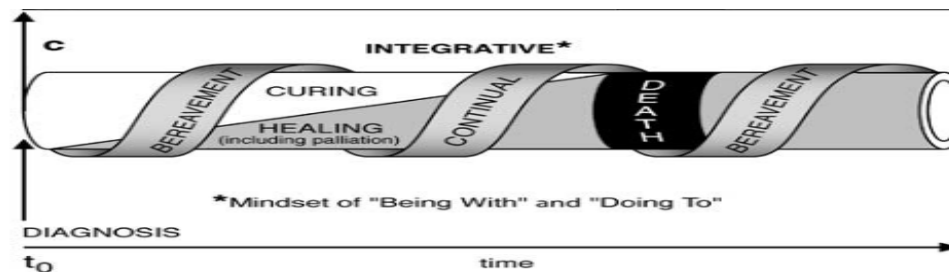 c
INTEGRATIVE*
BEREAVEMENT
CURING
HEALING
(including palliation)
CONTINUAL
DEATH
BEREAVEMENT
*Mindset of "Being With" and "Doing To"
DIAGNOSIS
t0
time